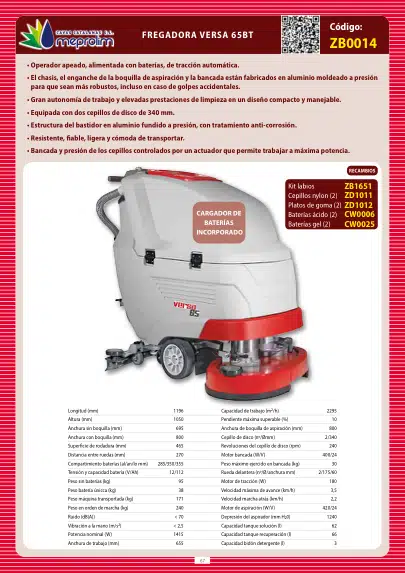 CUYÁS CATALANAS S.L.
meprolim
FREGADORA VERSA 65BT
Código:
ZB0014
• Operador apeado, alimentada con baterías, de tracción automática.
• El chasis, el enganche de la boquilla de aspiración y la bancada están fabricados en aluminio moldeado a presión
para que sean más robustos, incluso en caso de golpes accidentales.
• Gran autonomía de trabajo y elevadas prestaciones de limpieza en un diseño compacto y manejable.
• Equipada con dos cepillos de disco de 340 mm.
• Estructura del bastidor en aluminio fundido a presión, con tratamiento anti-corrosión.
• Resistente, fiable, ligera y cómoda de transportar.
• Bancada y presión de los cepillos controlados por un actuador que permite trabajar a máxima potencia.
RECAMBIOS
Kit labios ZB1651
Cepillos nylon (2) ZD1011
Platos de goma (2) ZD1012
Baterías ácido (2) CW0006
Baterías gel (2) CW0025
CARGADOR DE
BATERÍAS
INCORPORADO
versa
65
Longitud (mm) 1196
Altura (mm) 1050
Anchura sin boquilla (mm) 695
Anchura con boquilla (mm) 800
Superficie de rodadura (mm) 465
Distancia entre ruedas (mm) 270
Compartimiento baterías (al/an/lo mm) 285/350/355
Tensión y capacidad batería (V/Ah) 12/112
Peso en baterías (kg) 95
Peso batería única (kg) 38
Peso máquina transportada (kg) 171
Peso en orden de marcha (kg) 240
Ruido (dB(A)) < 70
Vibración a la mano (m/s²) < 2,5
Potencia nominal (W) 1415
Anchura de trabajo (mm) 655
Capacidad de trabajo (m²/h) 2295
Pendiente máxima superable (%) 10
Anchura de boquilla de aspiración (mm) 800
Cepillo de disco (nº/Ømm) 2/340
Revoluciones del cepillo de disco (rpm) 240
Motor bancada (W/V) 400/24
Peso máximo ejercido en bancada (kg) 30
Rueda delantera (nº/Ø/anchura mm) 2/175/60
Motor de tracción (W) 180
Velocidad máxima de avance (km/h) 3,5
Velocidad marcha atrás (km/h) 2,2
Motor de aspiración (W/V) 420/24
Depresión del aspirador (mm H₂O) 1240
Capacidad tanque solución (l) 62
Capacidad tanque recuperación (l) 66
Capacidad bidón detergente (l) 3
67